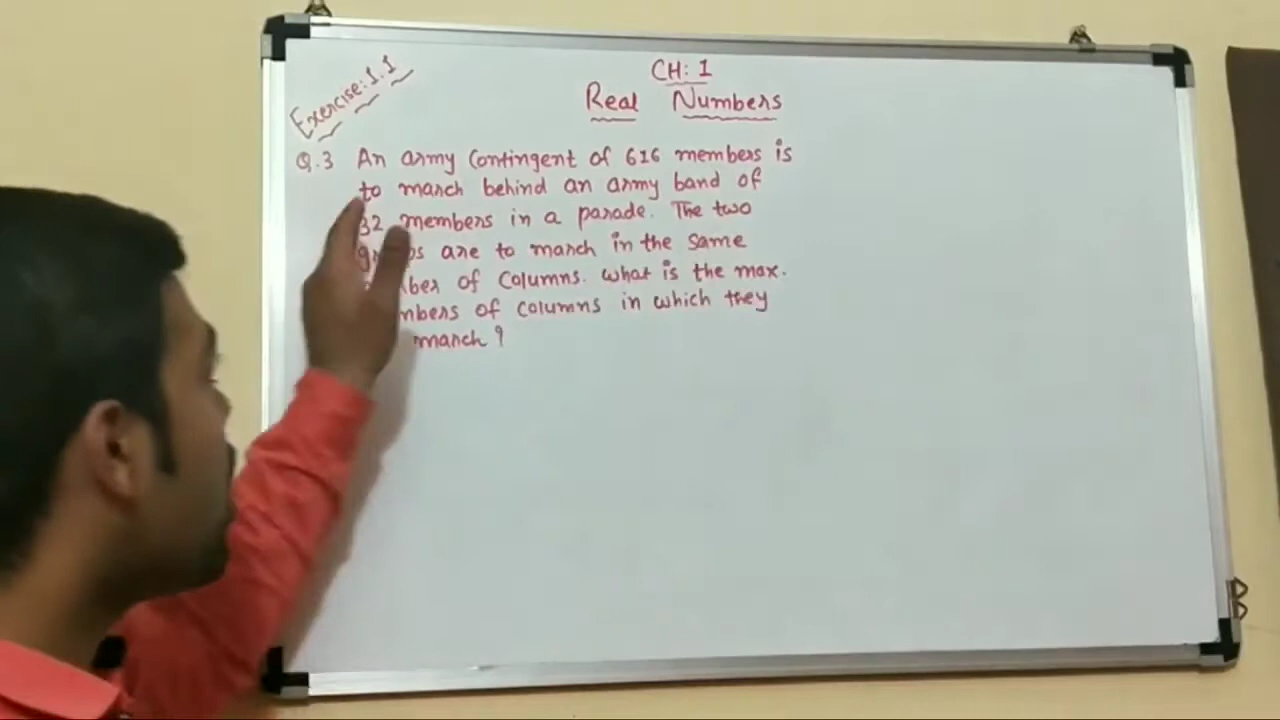 Exercise: 1.1
CH: 1
Real Numbers
Q.3 An army Contingent of 616 members is
to march behind an army band of
32 members in a parade. The two
are to march in the same
of Columns. what is the max.
of Columns in which they
march ?